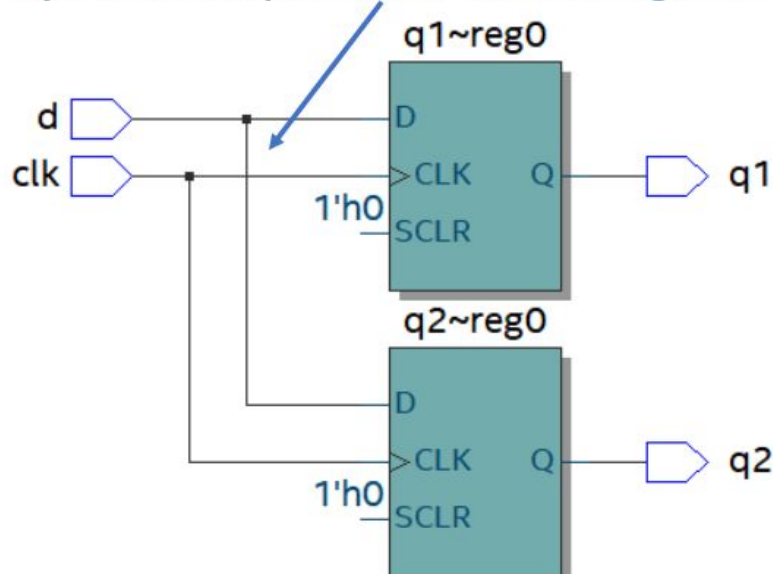 q1~reg0
d
D
clk
CLK
Q
q1
1'h0
SCLR
q2~reg0
D
CLK
Q
q2
1'h0
SCLR